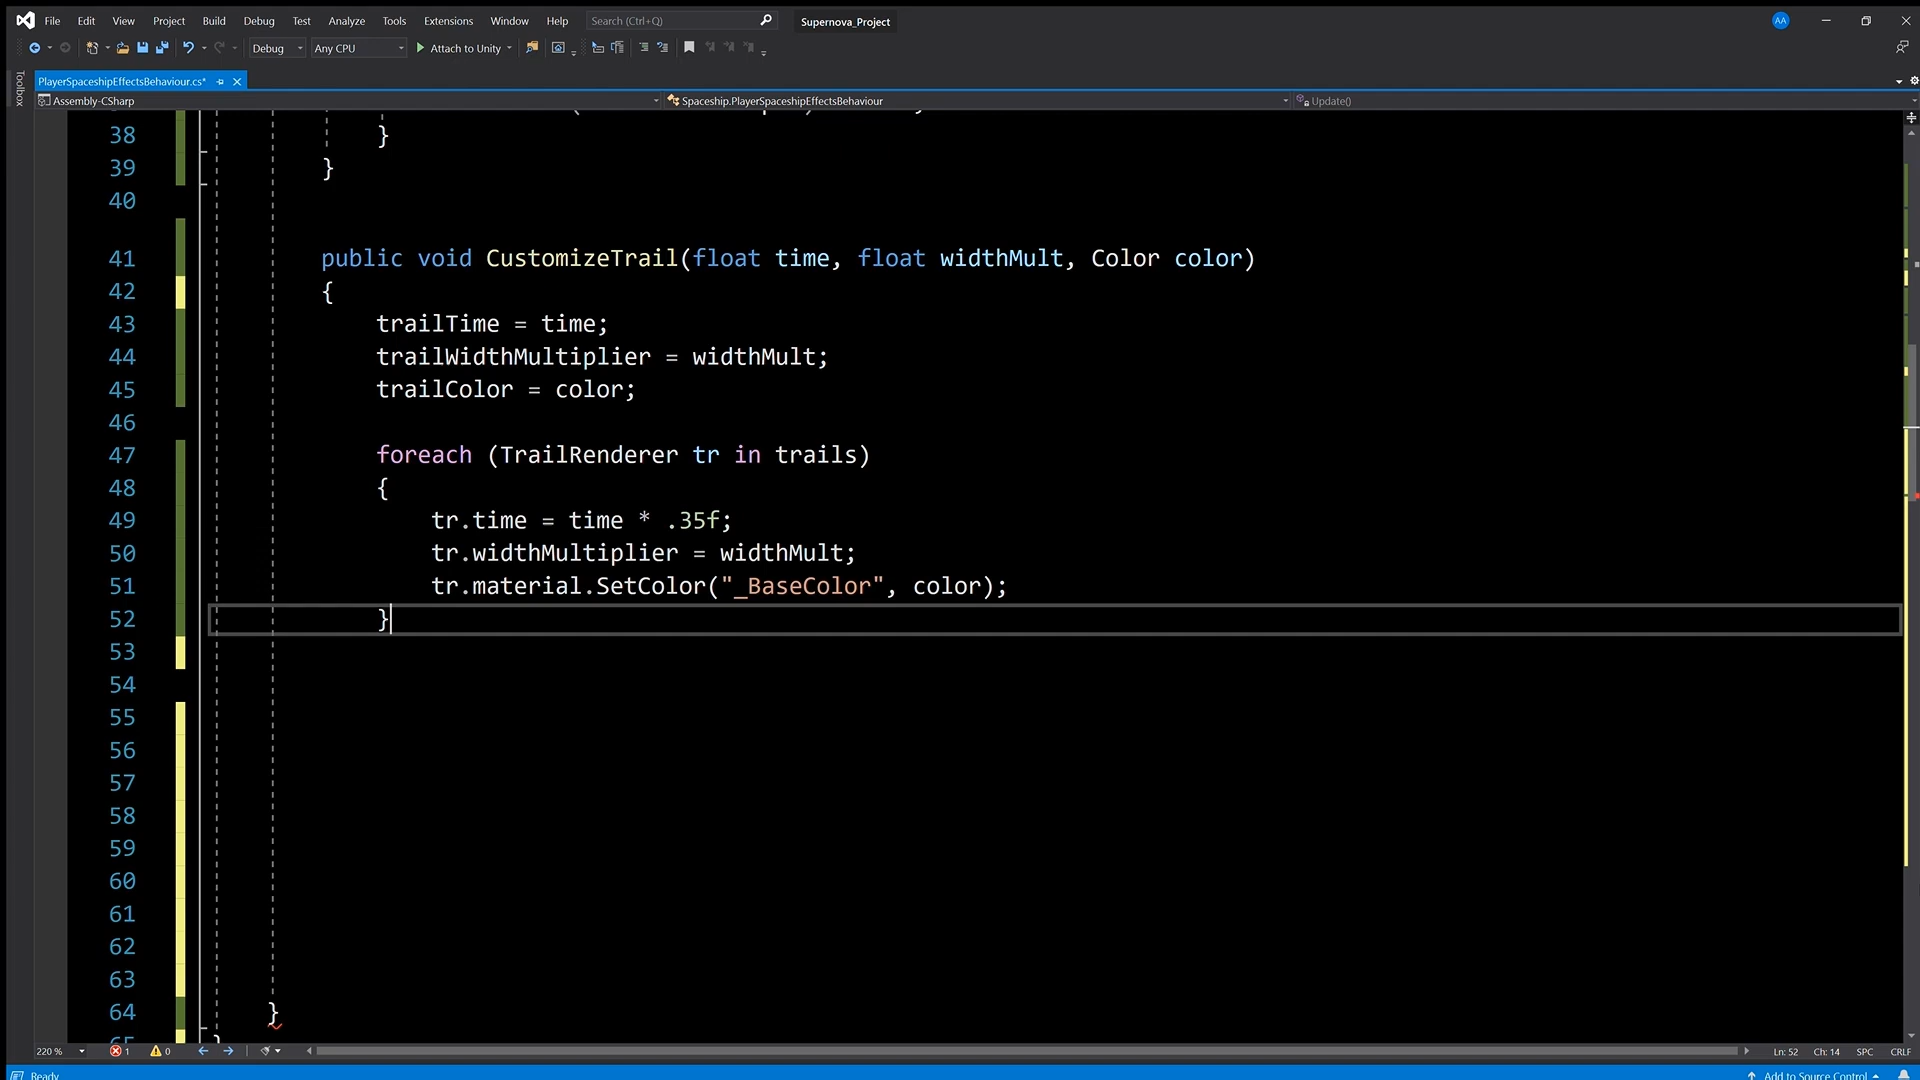 File Edit View Project Build Debug Test Analyze Tools Extensions Window Help Search (Ctrl+Q) Supernova_Project AA
Debug Any CPU Attach to Unity
Toolbox
PlayerSpaceshipEffectsBehaviour.cs*
Assembly-CSharp Spaceship.PlayerSpaceshipEffectsBehaviour Update()
38 }
39 }
40
41 public void CustomizeTrail(float time, float widthMult, Color color)
42 {
43 trailTime = time;
44 trailWidthMultiplier = widthMult;
45 trailColor = color;
46
47 foreach (TrailRenderer tr in trails)
48 {
49 tr.time = time * .35f;
50 tr.widthMultiplier = widthMult;
51 tr.material.SetColor("_BaseColor", color);
52 }
53
54
55
56
57
58
59
60
61
62
63
64 }
220 % 1 0 Ln: 52 Ch: 14 SPC CRLF
Ready Add to Source Control